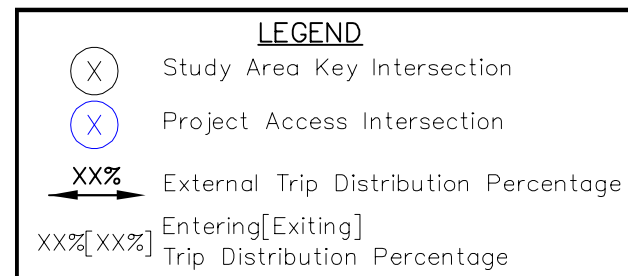 LEGEND
X Study Area Key Intersection
X Project Access Intersection
XX% External Trip Distribution Percentage
XX%[XX%] Entering[Exiting]
Trip Distribution Percentage